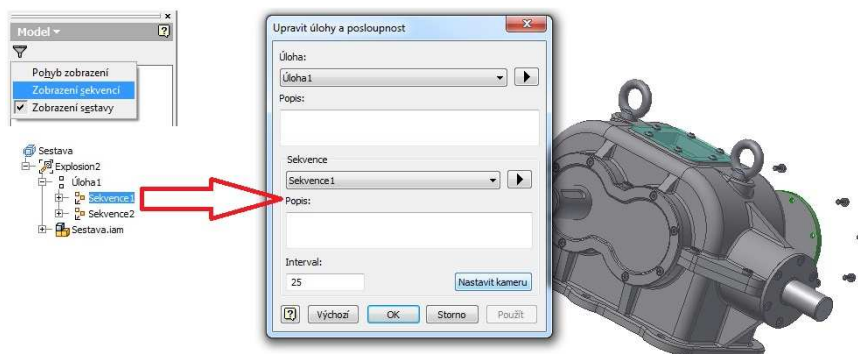 Model
Pohyb zobrazení
Zobrazení sekvencí
Zobrazení sestavy
Sestava
Explosion2
Úloha1
Sekvence1
Sekvence2
Sestava.iam
Upravit úlohy a posloupnost
Úloha:
Úloha1
Popis:
Sekvence
Sekvence1
Popis:
Interval:
25
Nastavit kameru
Výchozí
OK
Storno
Použít